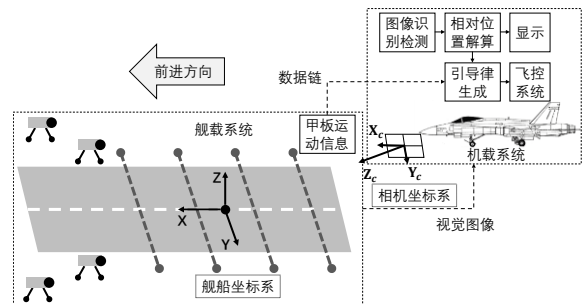 图像识
别检测
相对位
置解算
显示
引导律
生成
飞控
系统
前进方向
数据链
舰载系统
甲板运
动信息
机载系统
Xc
Yc
Zc
相机坐标系
视觉图像
Z
X
Y
舰船坐标系